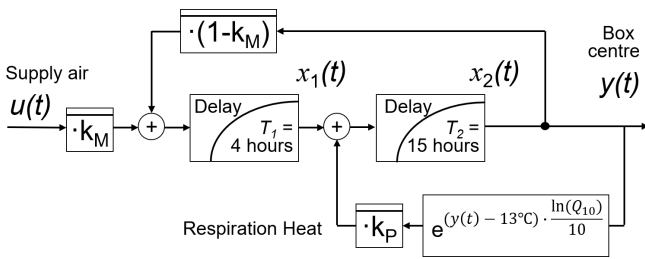 ·(1-kM)
Box
centre
Supply air
x1(t)
x2(t)
y(t)
u(t)
Delay
Delay
·kM
+
T1 =
4 hours
+
T2 =
15 hours
Respiration Heat
·kP
e^(y(t) − 13℃) · ln(Q10)/10